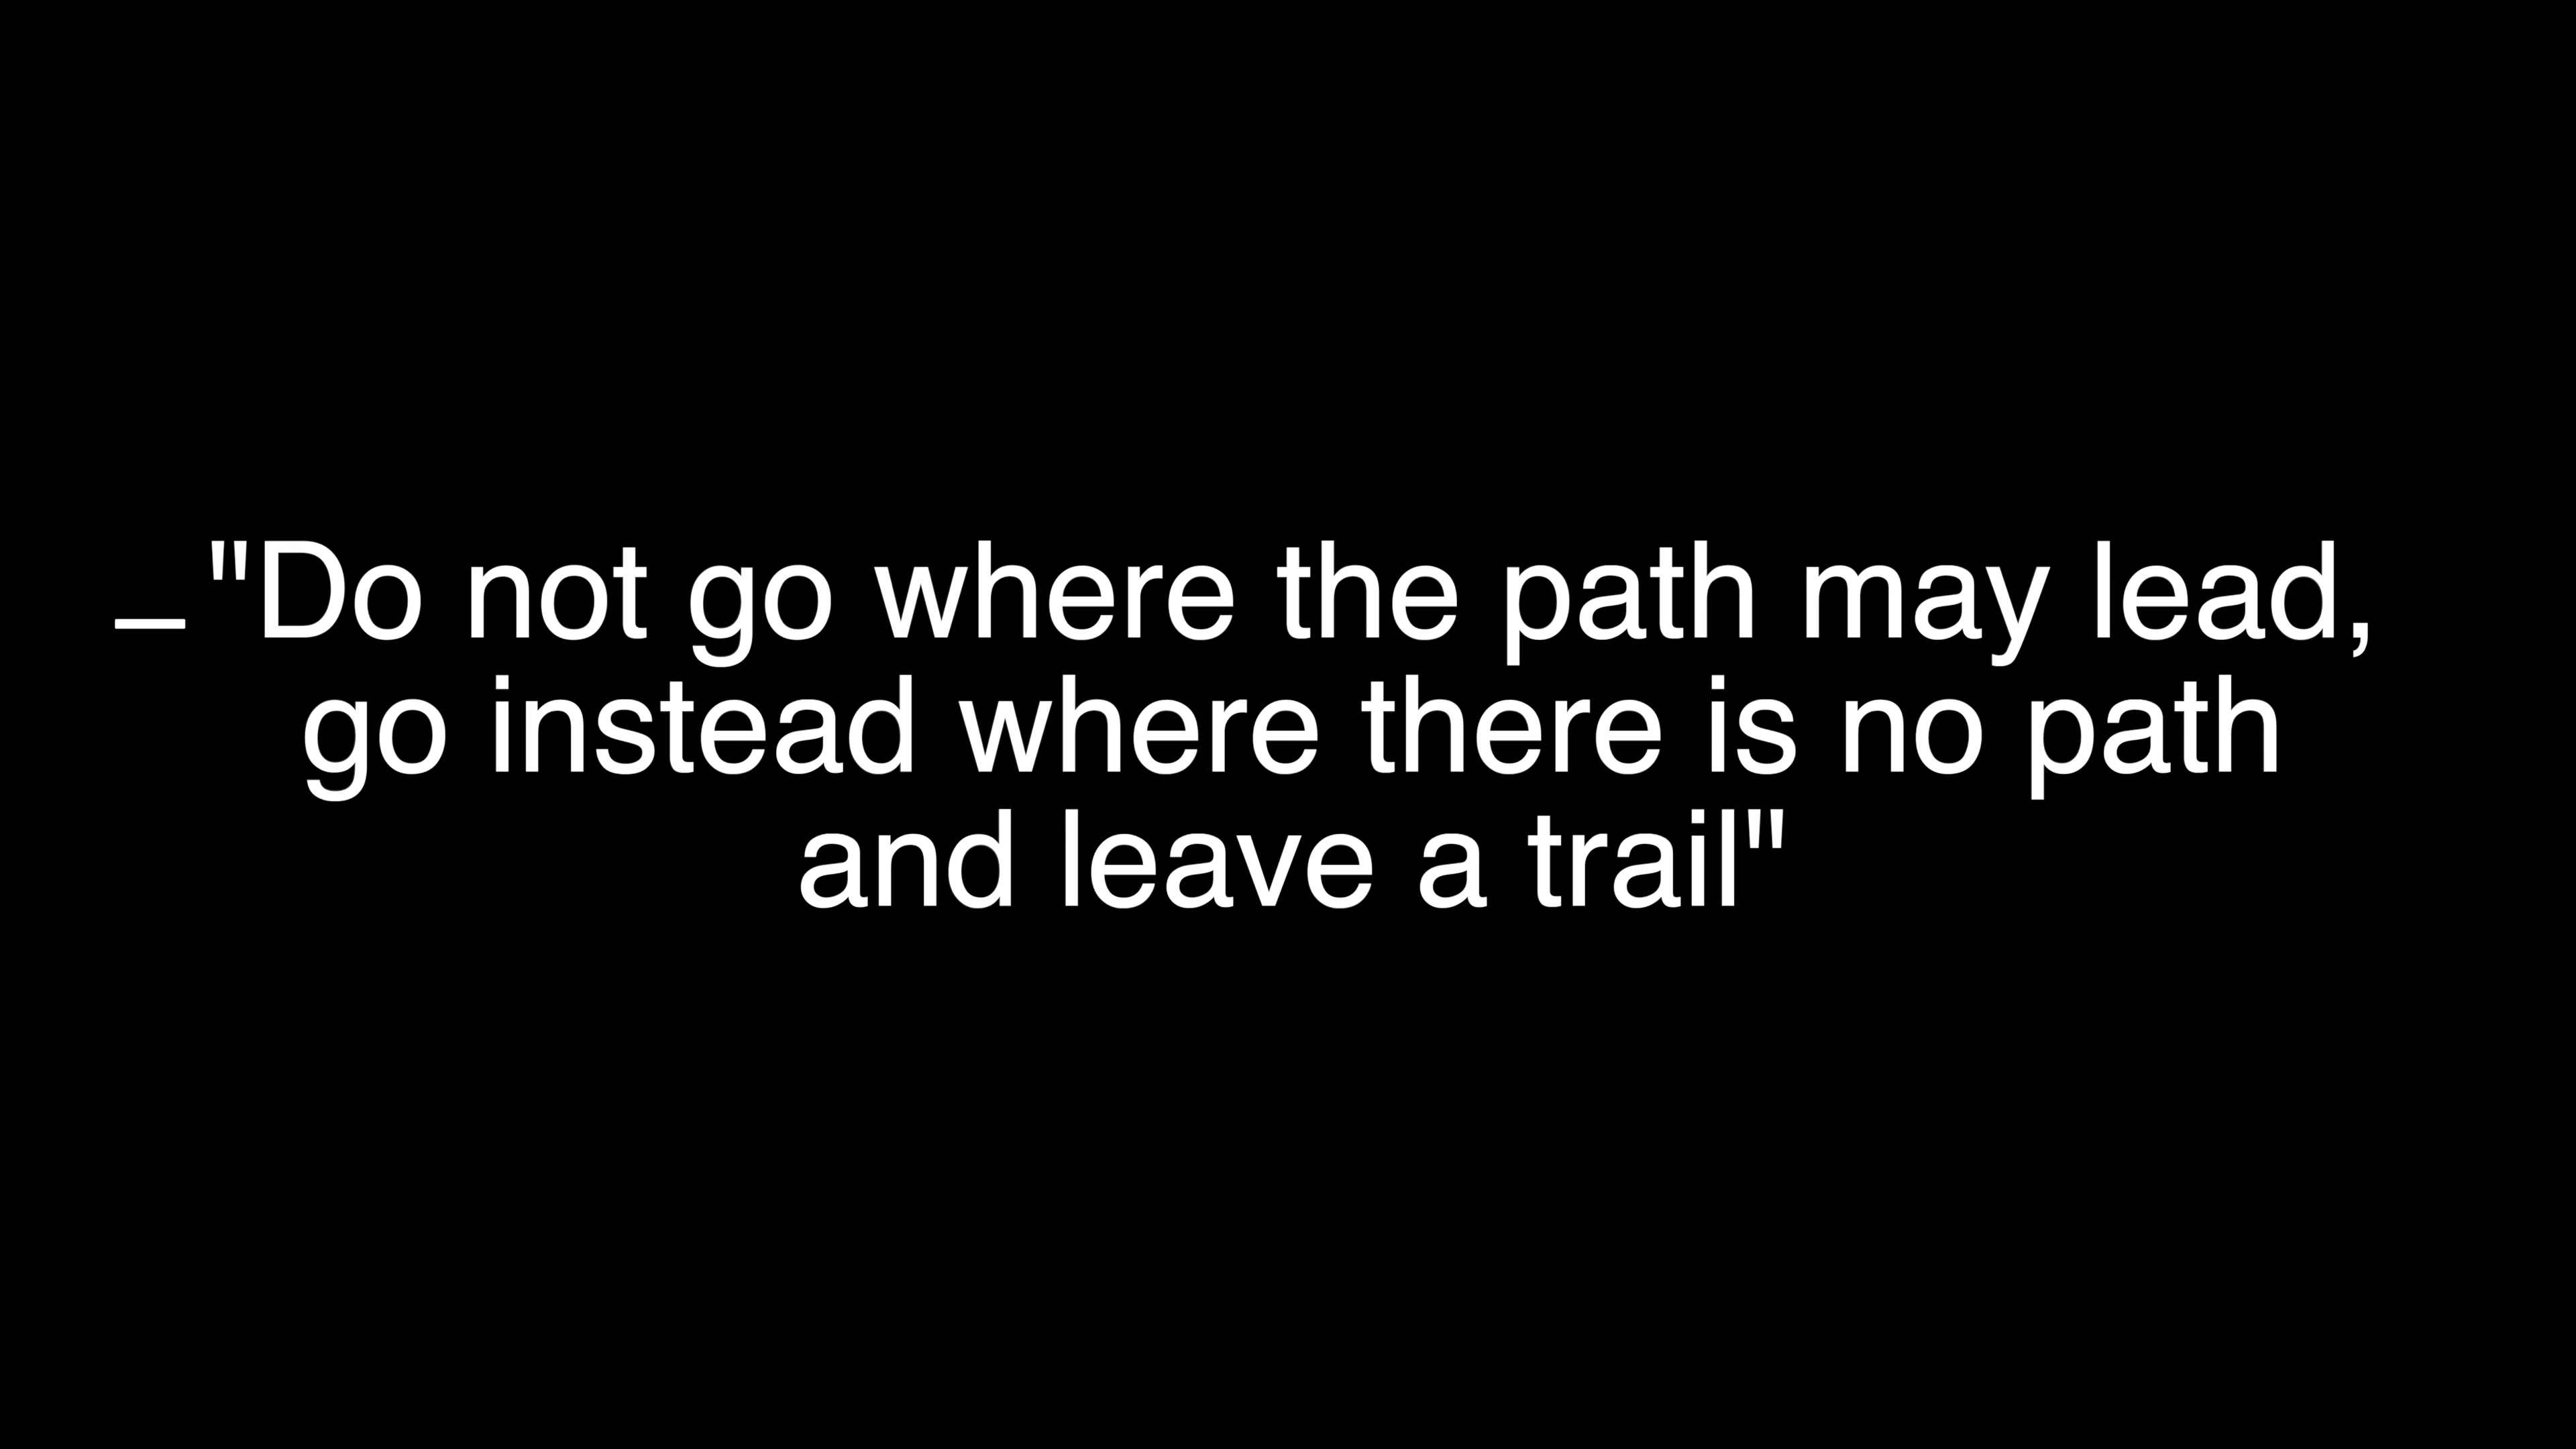 – "Do not go where the path may lead,
go instead where there is no path
and leave a trail"